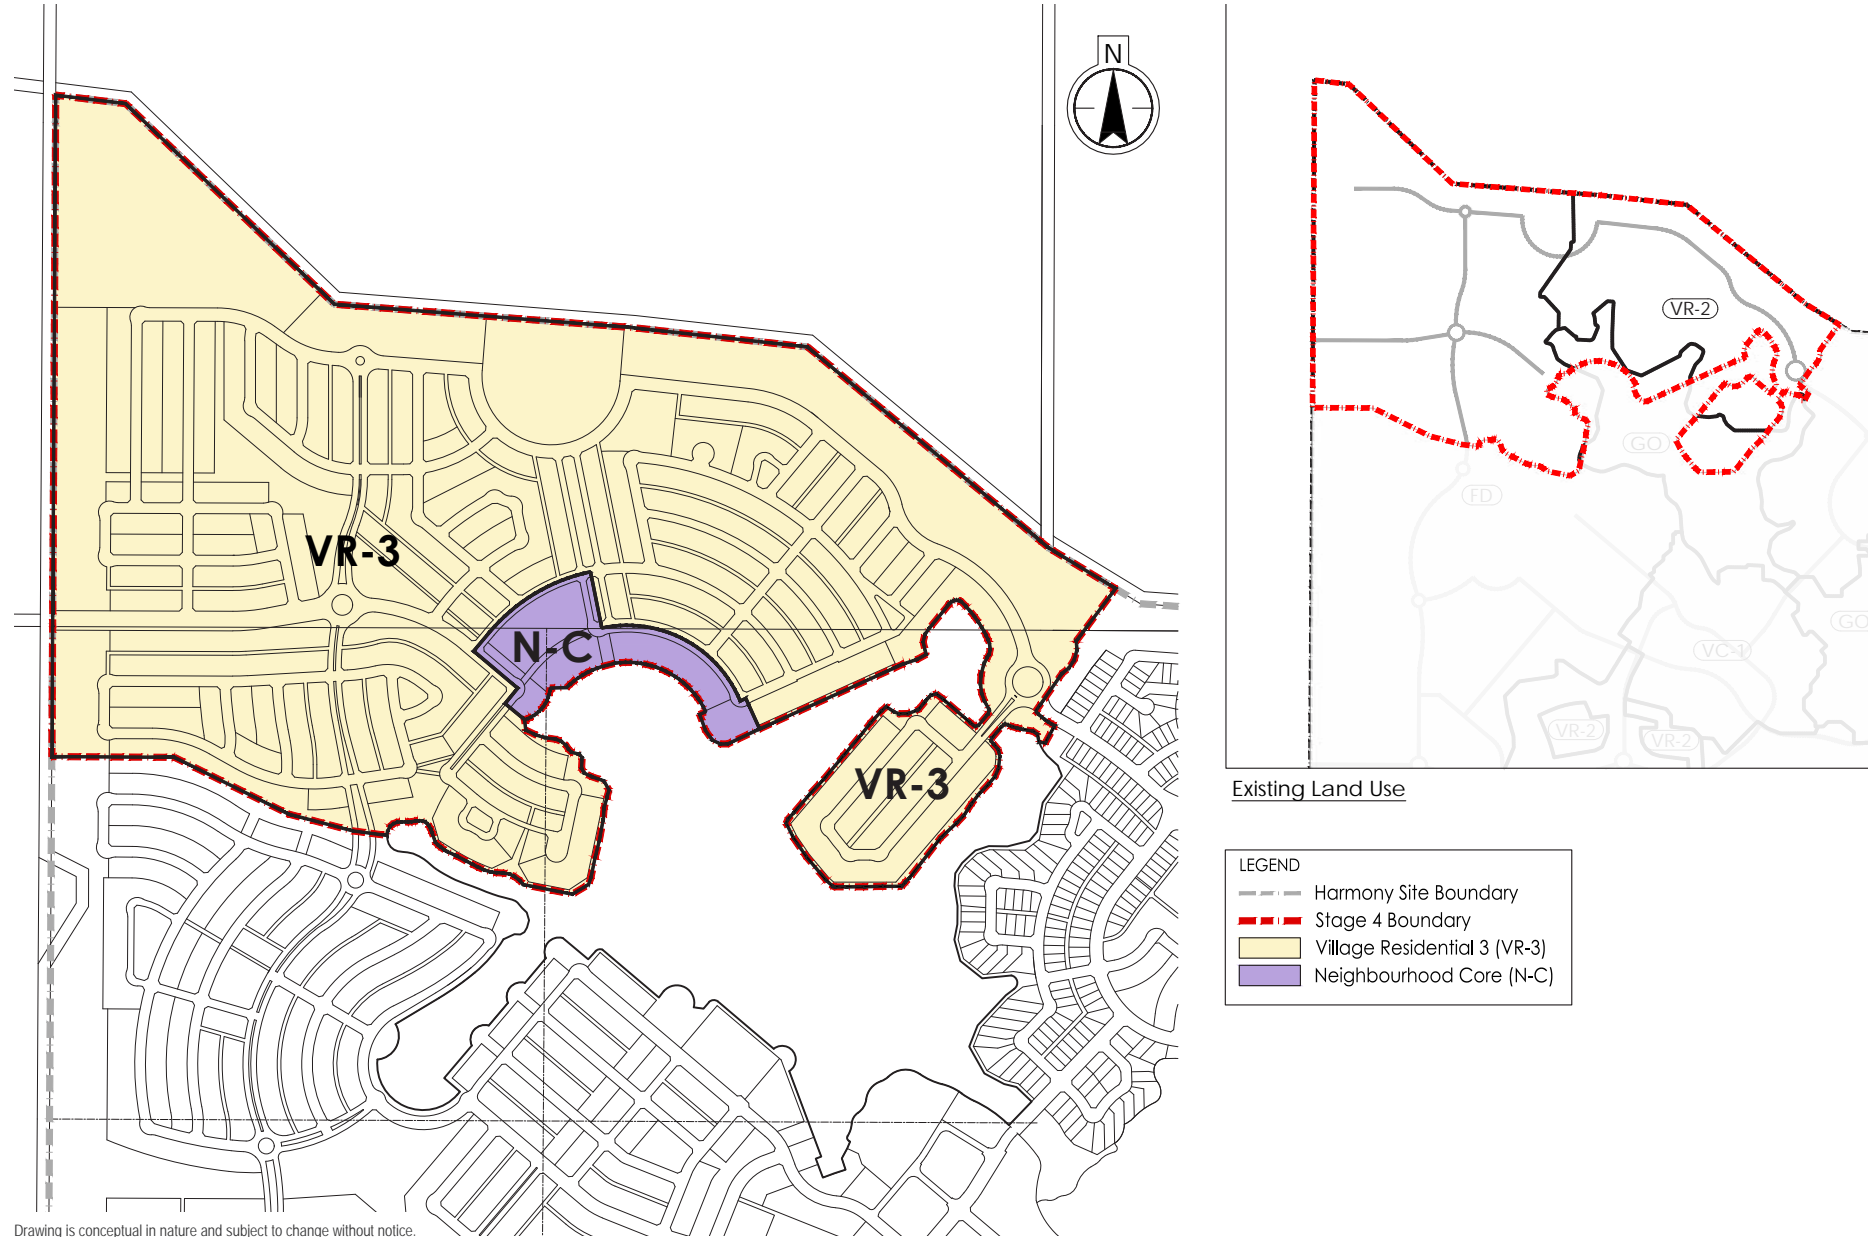 N
VR-3
N-C
VR-3
Drawing is conceptual in nature and subject to change without notice.
VR-2
GO
FD
GO
VC-1
VR-2
VR-2
Existing Land Use
LEGEND
Harmony Site Boundary
Stage 4 Boundary
Village Residential 3 (VR-3)
Neighbourhood Core (N-C)